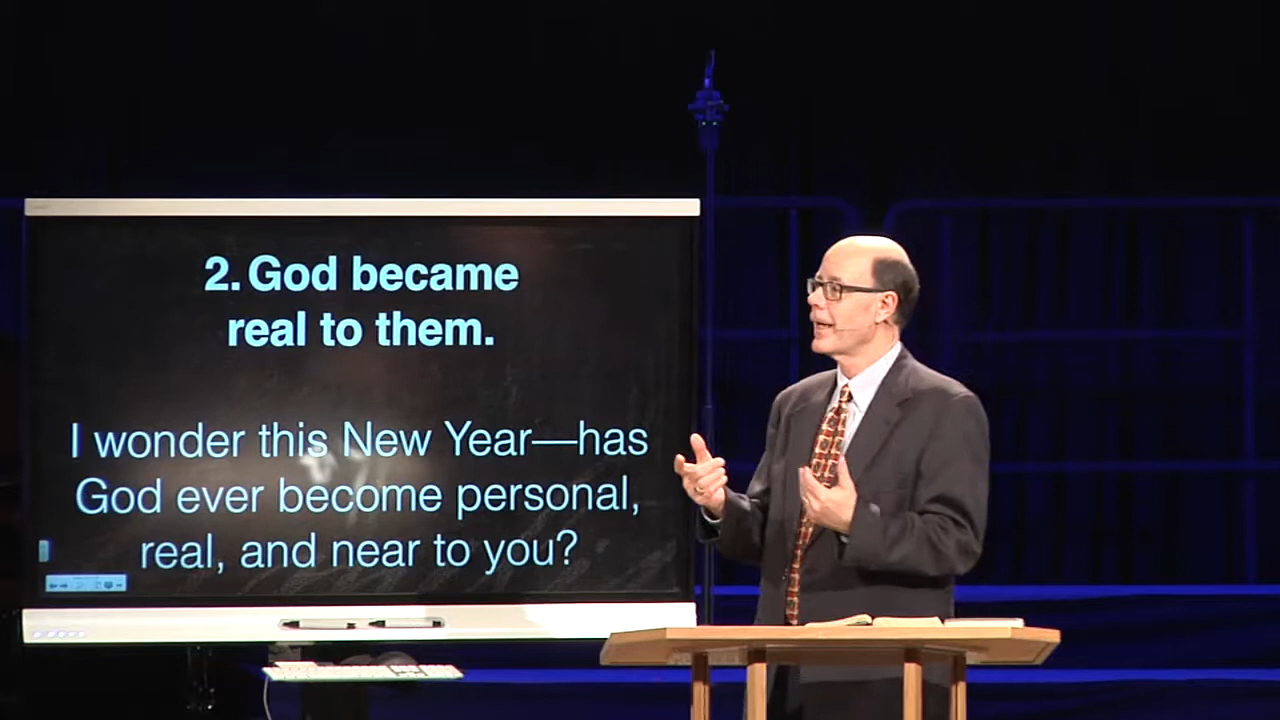 2. God became
real to them.
I wonder this New Year—has
God ever become personal,
real, and near to you?